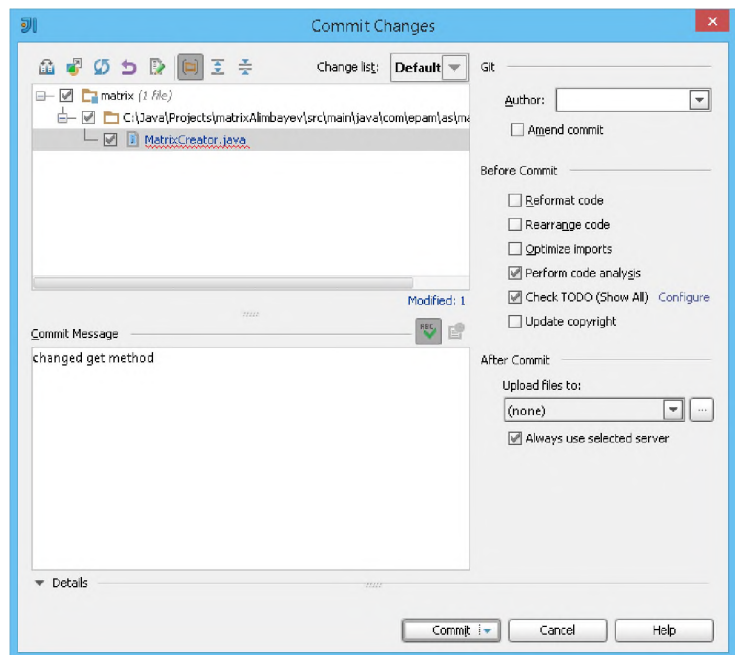 Commit Changes
Change list: Default
matrix (1 file)
C:\Java\Projects\matrixAlimbayev\src\main\java\com\epam\as\ma
MatrixCreator.java
Modified: 1
Commit Message
ABC
changed get method
Details
Git
Author:
Amend commit
Before Commit
Reformat code
Rearrange code
Optimize imports
Perform code analysis
Check TODO (Show All) Configure
Update copyright
After Commit
Upload files to:
(none)
...
Always use selected server
Commit Cancel Help